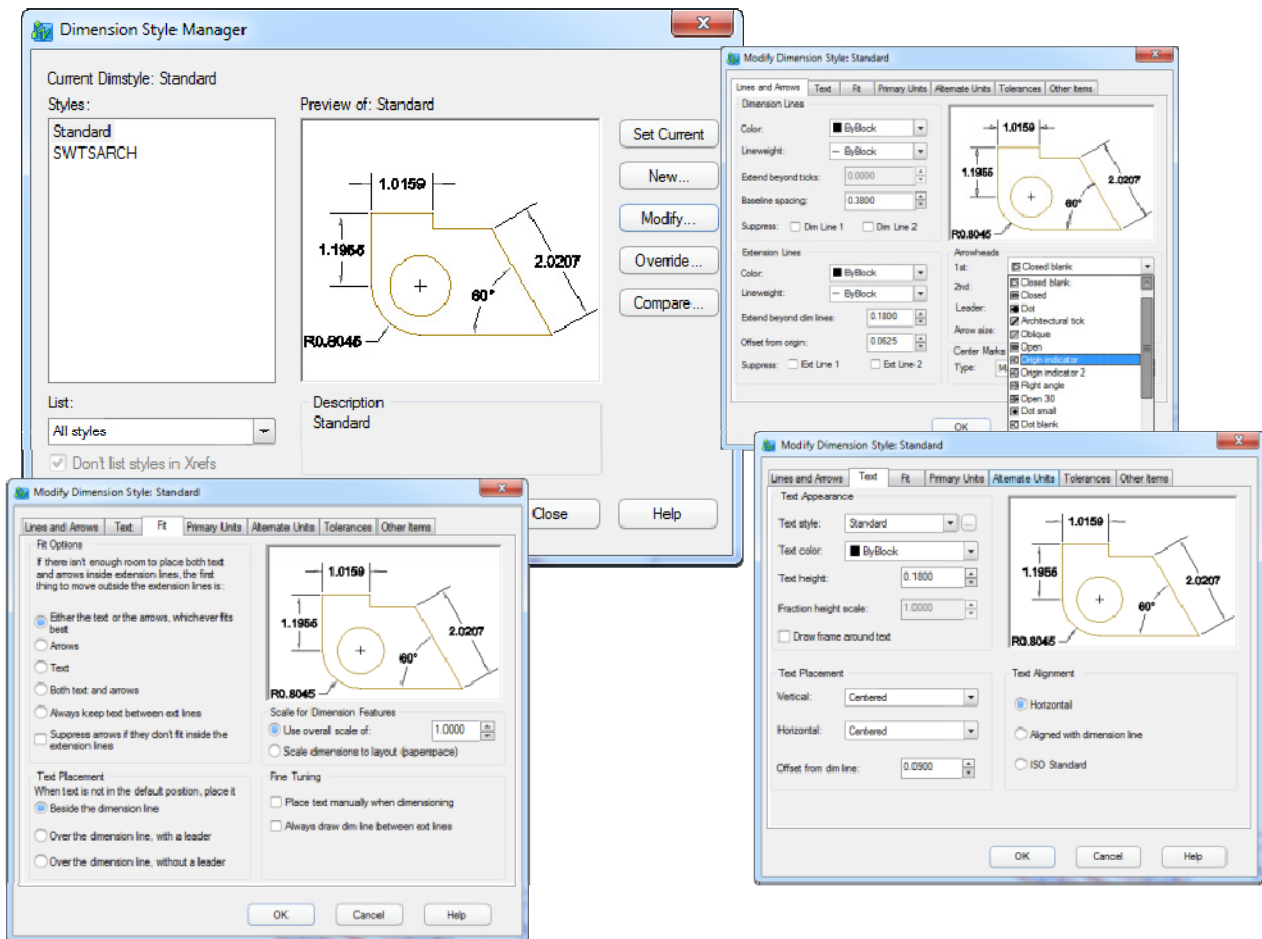 Dimension Style Manager
Current Dimstyle: Standard
Styles:
Standard
SWTSARCH
Preview of: Standard
1.0159
1.1955
2.0207
60°
R0.8045
Set Current
New...
Modify...
Override...
Compare...
List:
All styles
Don't list styles in Xrefs
Description
Standard
Close
Help
Modify Dimension Style: Standard
Lines and Arrows Text Fit Primary Units Alternate Units Tolerances Other Items
Dimension Lines
Color: ByBlock
Lineweight: ByBlock
Extend beyond ticks: 0.0000
Baseline spacing: 0.3800
Suppress: Dim Line 1 Dim Line 2
1.0159
1.1955
2.0207
60°
R0.8045
Extension Lines
Color: ByBlock
Lineweight: ByBlock
Extend beyond dim lines: 0.1800
Offset from origin: 0.0625
Suppress: Ext Line 1 Ext Line 2
Arrowheads
1st: Closed blank
2nd:
Leader:
Arrow size:
Center Marks
Type:
Closed blank
Closed
Dot
Architectural tick
Oblique
Open
Origin indicator
Origin indicator 2
Right angle
Open 30
Dot small
Dot blank
OK
Modify Dimension Style: Standard
Lines and Arrows Text Fit Primary Units Alternate Units Tolerances Other Items
Fit Options
If there isn't enough room to place both text
and arrows inside extension lines, the first
thing to move outside the extension lines is:
Either the text or the arrows, whichever fits
best
Arrows
Text
Both text and arrows
Always keep text between ext lines
Suppress arrows if they don't fit inside the
extension lines
Text Placement
When text is not in the default position, place it
Beside the dimension line
Over the dimension line, with a leader
Over the dimension line, without a leader
1.0159
1.1955
2.0207
60°
R0.8045
Scale for Dimension Features
Use overall scale of: 1.0000
Scale dimensions to layout (paperspace)
Fine Tuning
Place text manually when dimensioning
Always draw dim line between ext lines
OK
Cancel
Help
Modify Dimension Style: Standard
Lines and Arrows Text Fit Primary Units Alternate Units Tolerances Other Items
Text Appearance
Text style: Standard
Text color: ByBlock
Text height: 0.1800
Fraction height scale: 1.0000
Draw frame around text
1.0159
1.1955
2.0207
60°
R0.8045
Text Placement
Vertical: Centered
Horizontal: Centered
Offset from dim line: 0.0900
Text Alignment
Horizontal
Aligned with dimension line
ISO Standard
OK
Cancel
Help